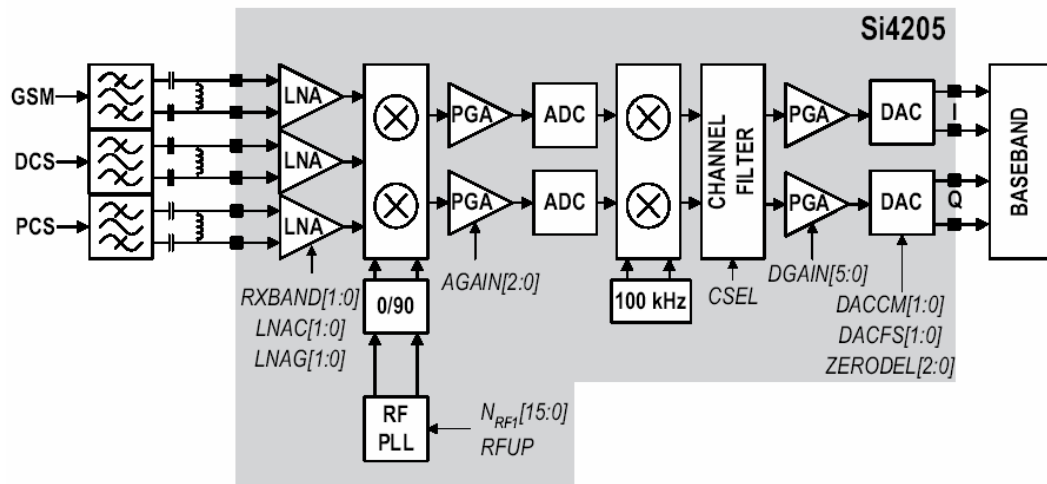 Si4205
GSM
DCS
PCS
LNA
LNA
LNA
PGA
PGA
ADC
ADC
CHANNEL
FILTER
PGA
PGA
DAC
DAC
I
Q
BASEBAND
RXBAND[1:0]
LNAC[1:0]
LNAG[1:0]
0/90
AGAIN[2:0]
100 kHz
CSEL
DGAIN[5:0]
DACCM[1:0]
DACFS[1:0]
ZERODEL[2:0]
RF
PLL
NRF1[15:0]
RFUP